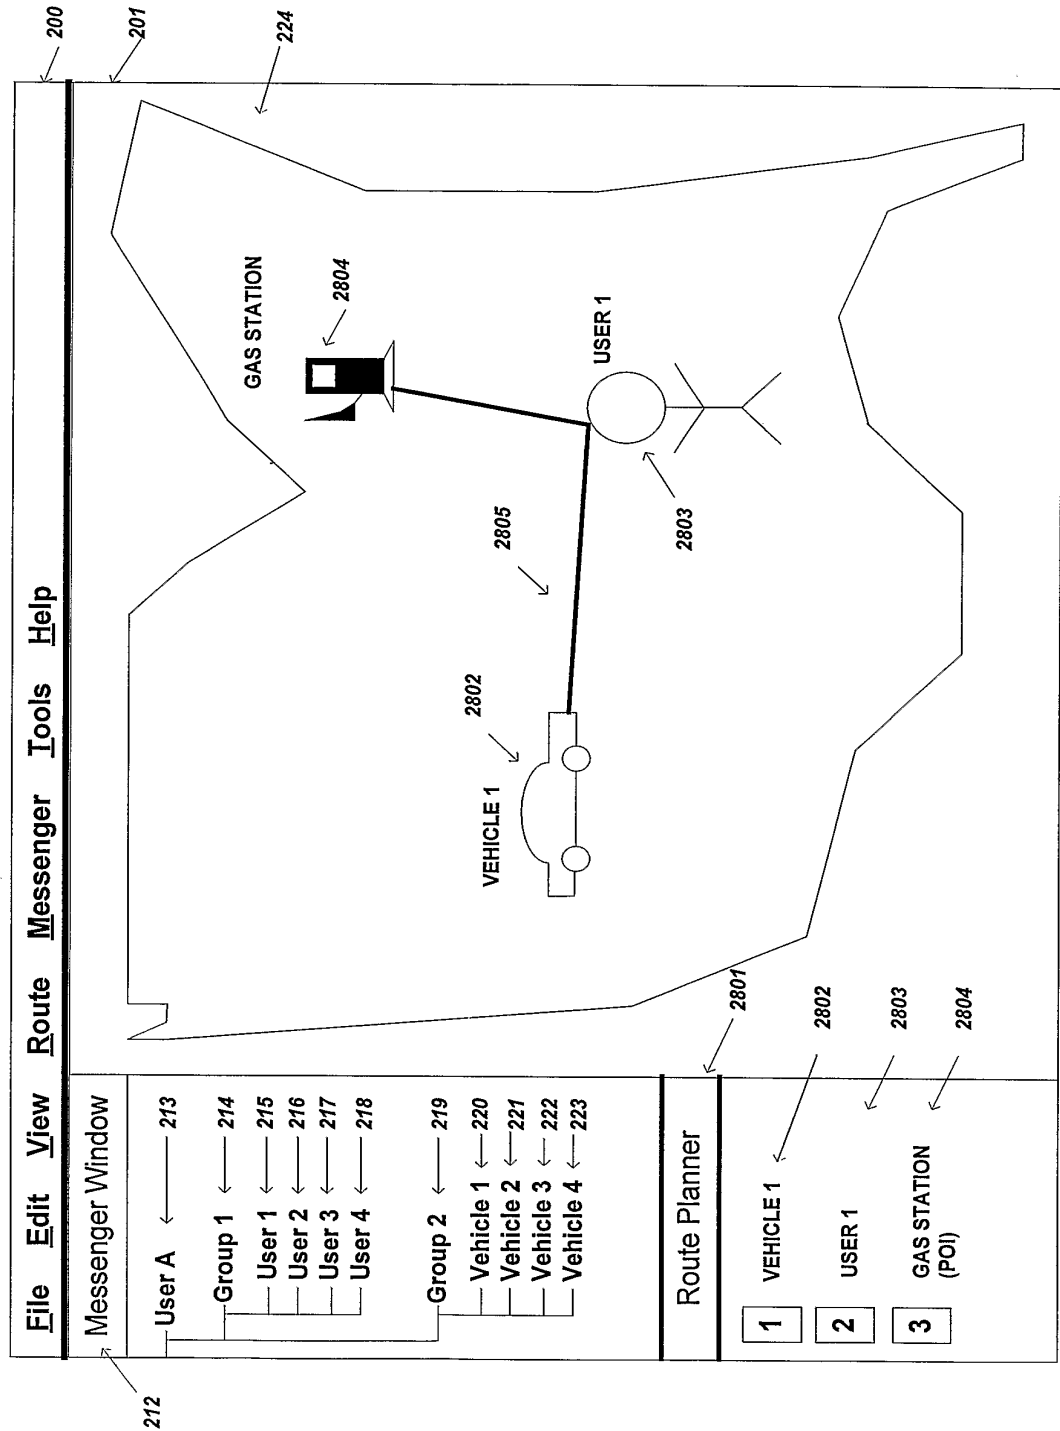 200
201
224
File Edit View Route Messenger Tools Help
Messenger Window
212
User A 213
Group 1 214
User 1 215
User 2 216
User 3 217
User 4 218
Group 2 219
Vehicle 1 220
Vehicle 2 221
Vehicle 3 222
Vehicle 4 223
Route Planner
2801
1 VEHICLE 1 2802
2 USER 1 2803
3 GAS STATION 2804
(POI)
GAS STATION
2804
USER 1
2803
2805
2802
VEHICLE 1